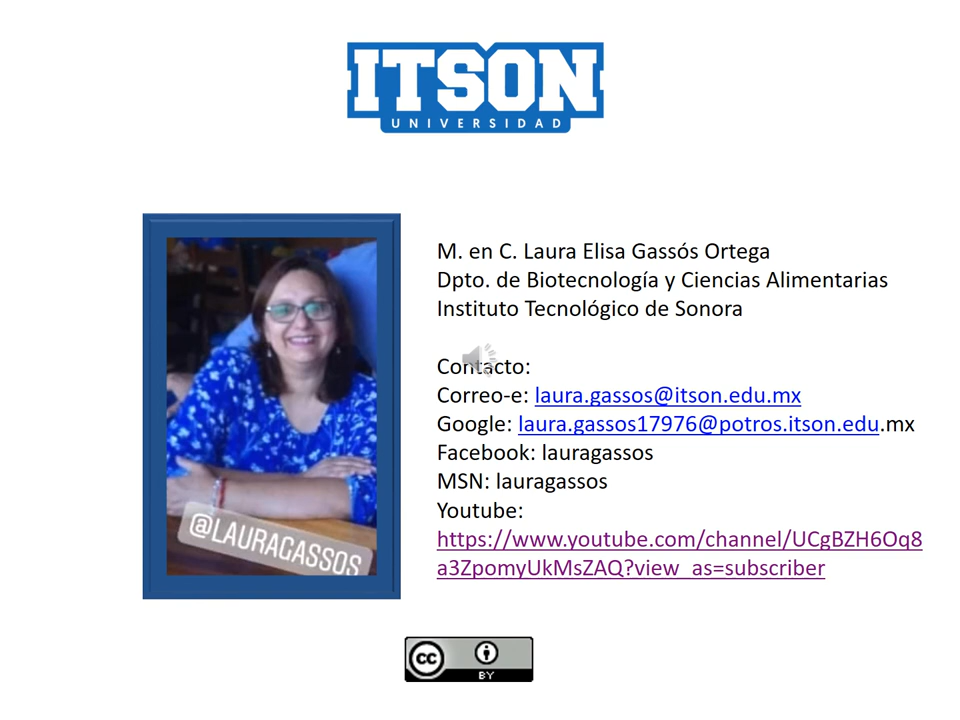 ITSON
UNIVERSIDAD
M. en C. Laura Elisa Gassós Ortega
Dpto. de Biotecnología y Ciencias Alimentarias
Instituto Tecnológico de Sonora
Contacto:
Correo-e: laura.gassos@itson.edu.mx
Google: laura.gassos17976@potros.itson.edu.mx
Facebook: lauragassos
MSN: lauragassos
Youtube:
https://www.youtube.com/channel/UCgBZH6Oq8
a3ZpomyUkMsZAQ?view_as=subscriber
@LAURAGASSOS
cc
BY